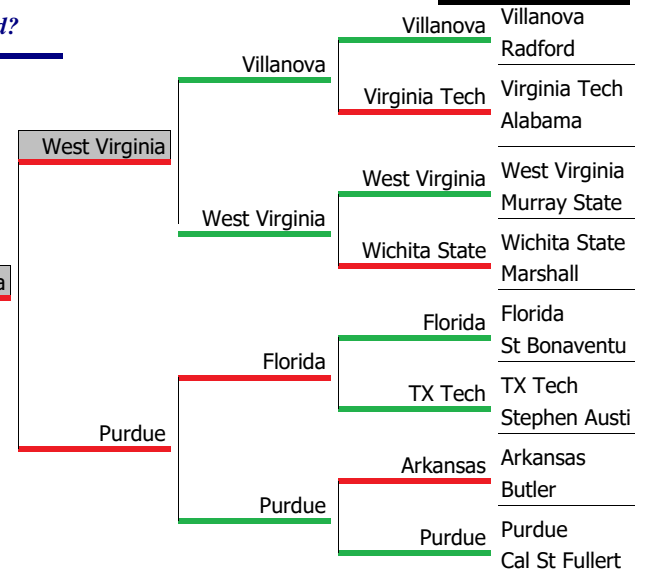 d?
Villanova
Radford
Virginia Tech
Alabama
West Virginia
Murray State
Wichita State
Marshall
Florida
St Bonaventu
TX Tech
Stephen Austi
Arkansas
Butler
Purdue
Cal St Fullert
Villanova
Virginia Tech
West Virginia
Wichita State
Florida
TX Tech
Arkansas
Purdue
Villanova
West Virginia
Florida
Purdue
West Virginia
Purdue
a